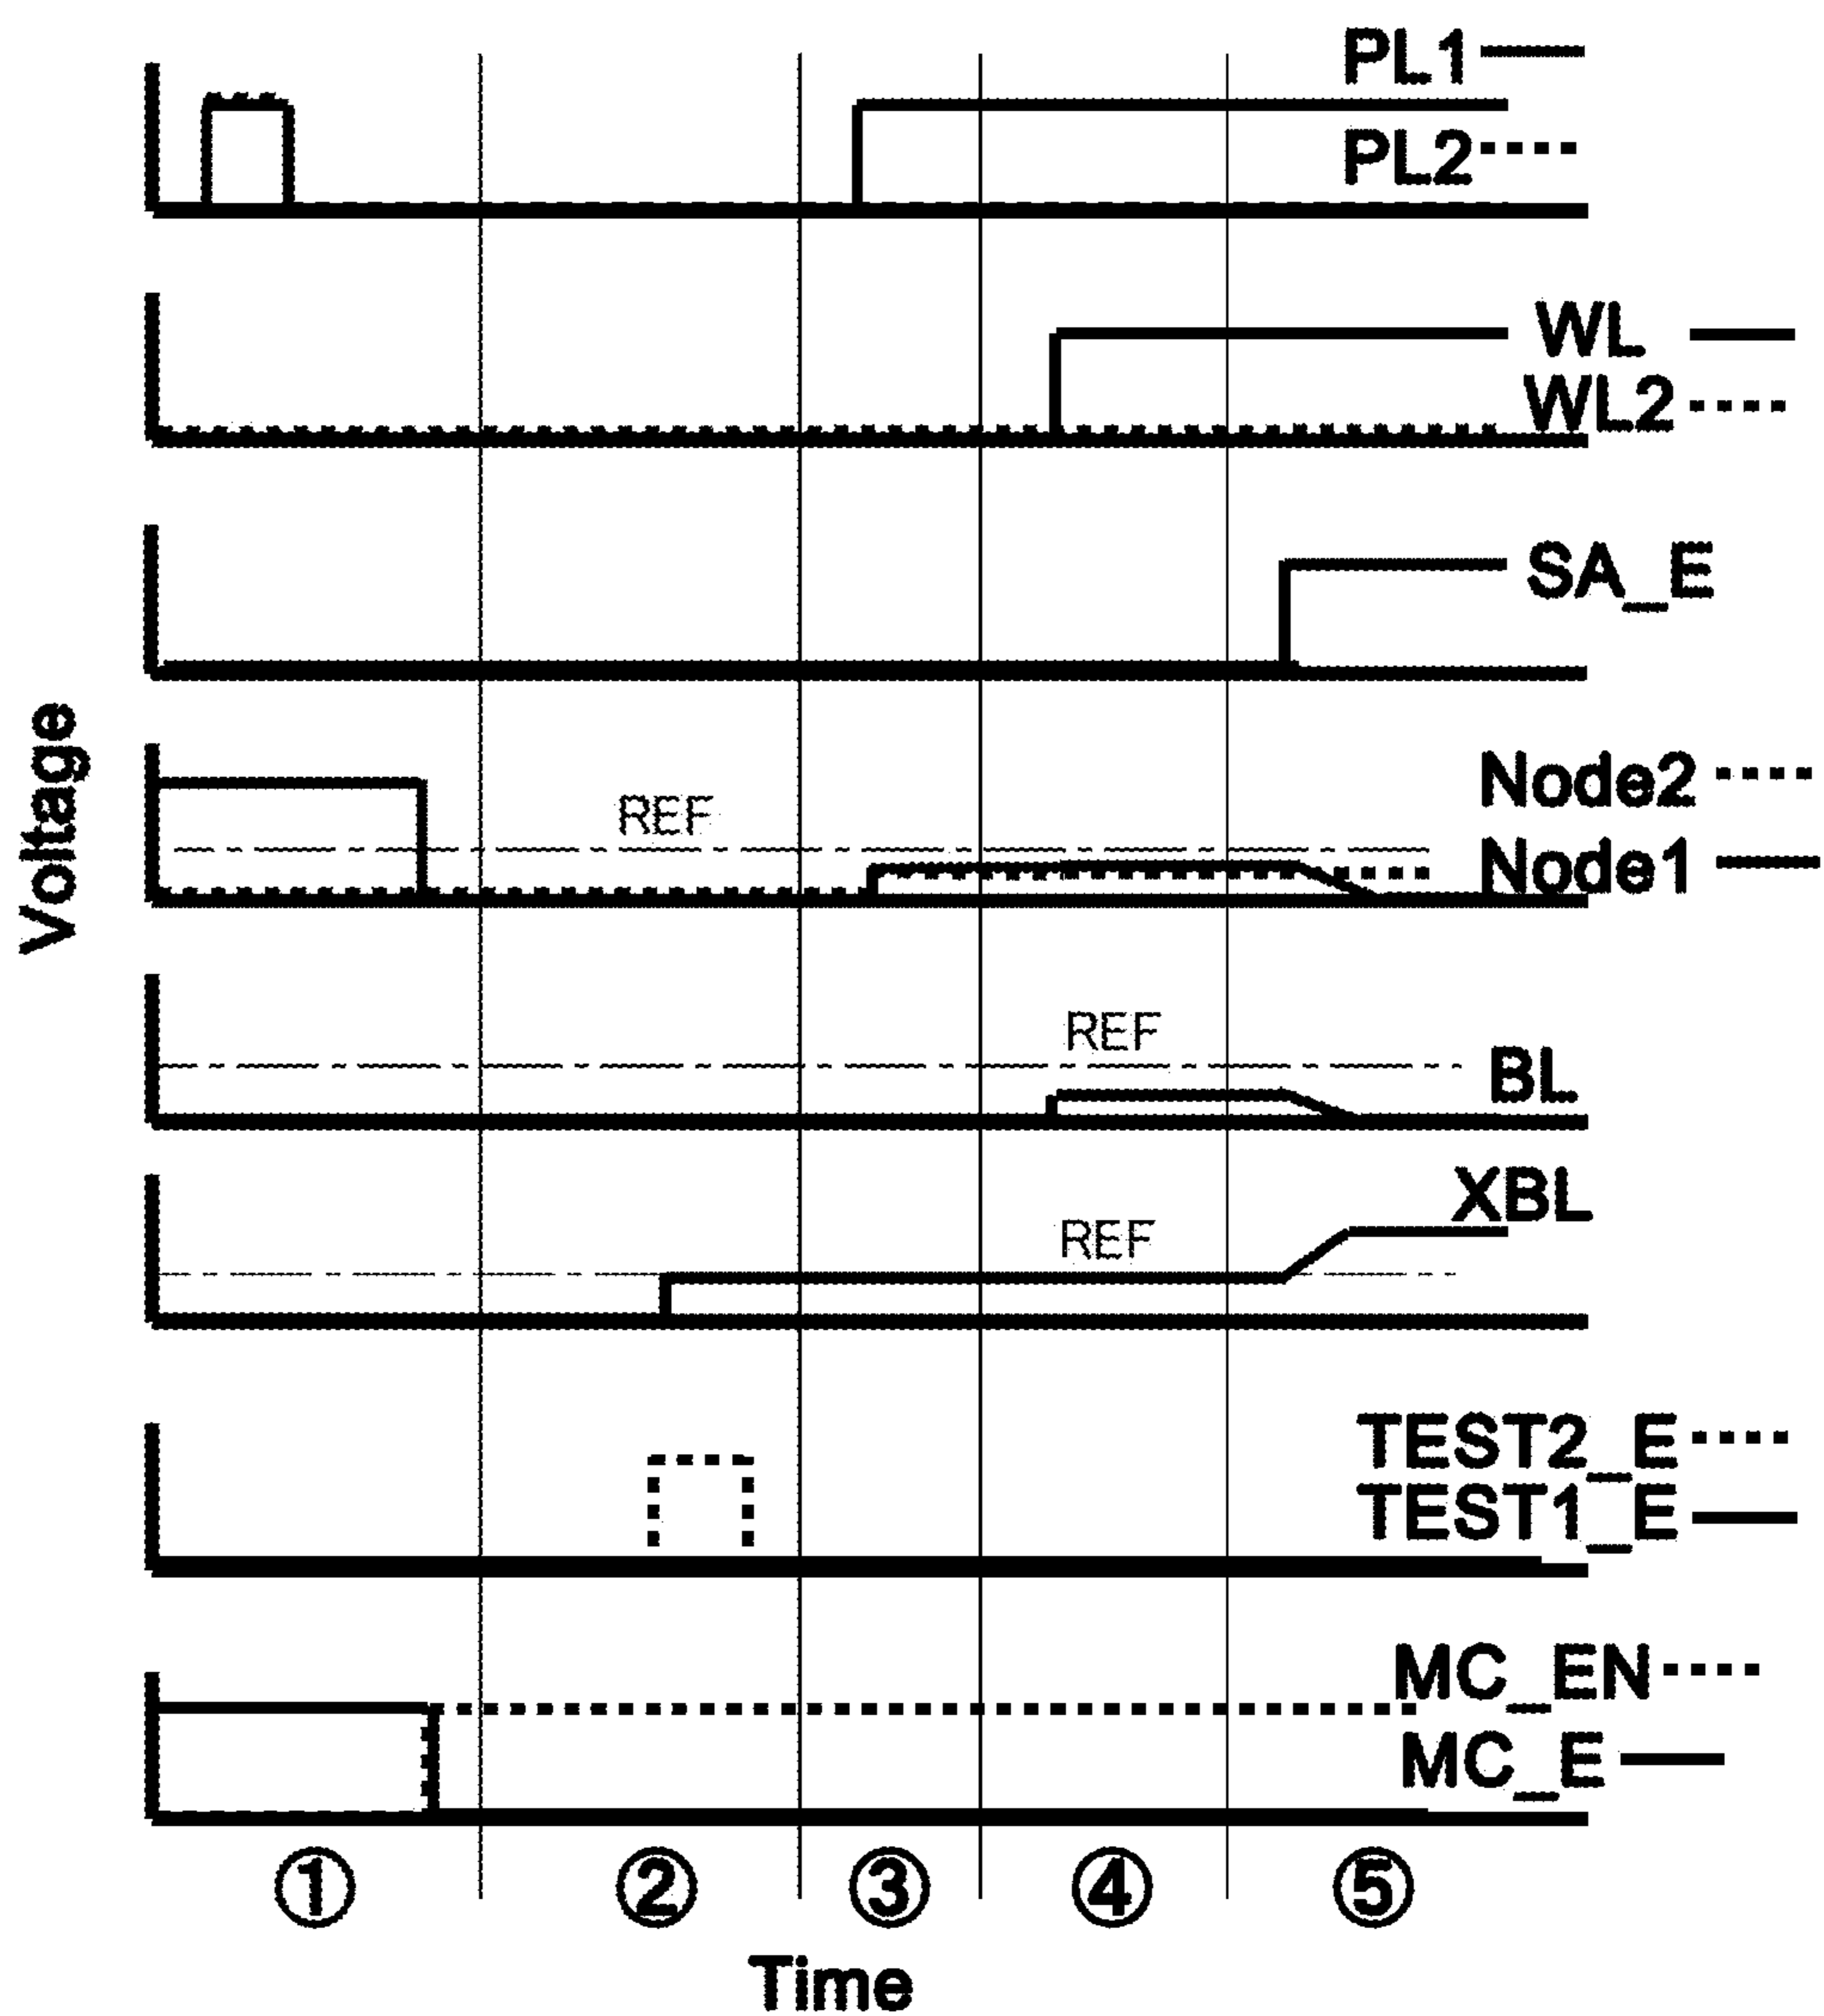 PL1
PL2
WL
WL2
SA_E
Voltage
Node2
REF
Node1
REF
BL
XBL
REF
TEST2_E
TEST1_E
MC_EN
MC_E
① ② ③ ④ ⑤
Time